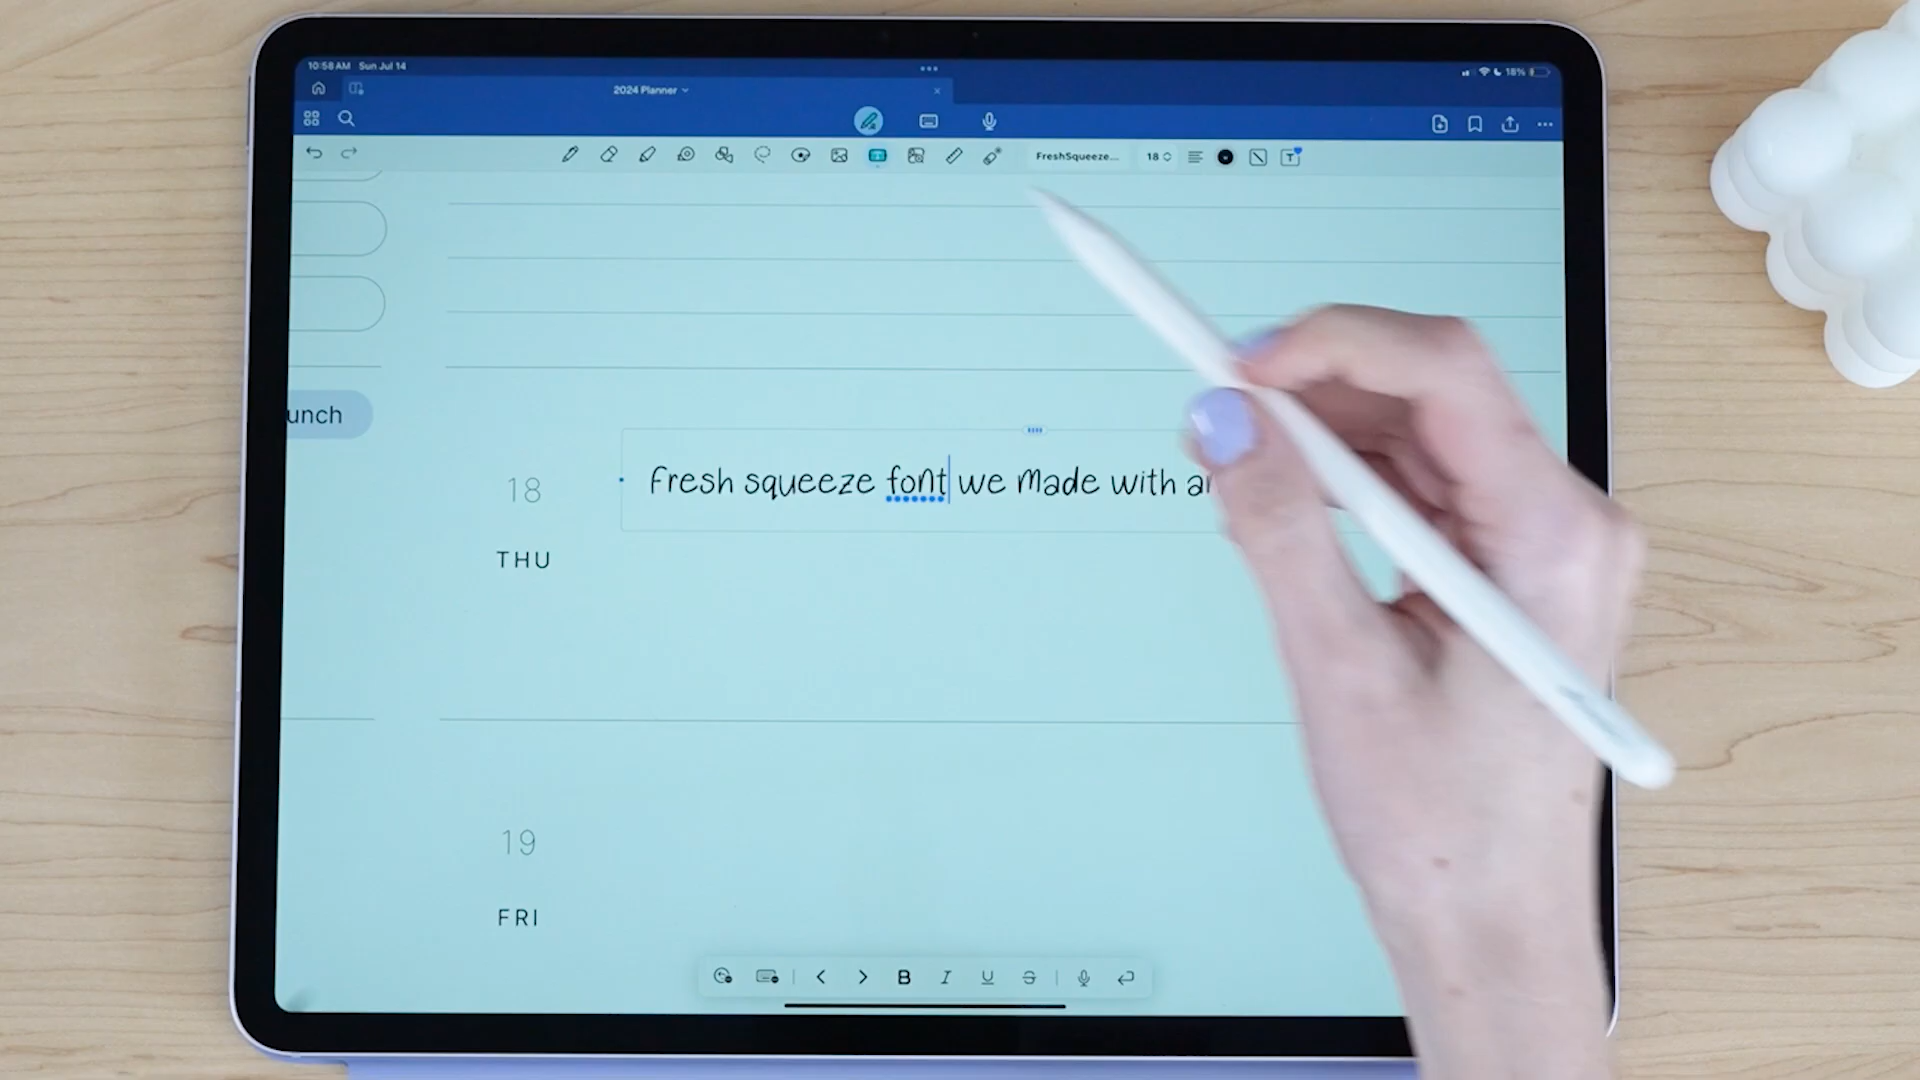 10:58 AM Sun Jul 14
18%
2024 Planner
FreshSqueeze...
18
unch
18
Fresh squeeze font we made with
THU
19
FRI
B I U S